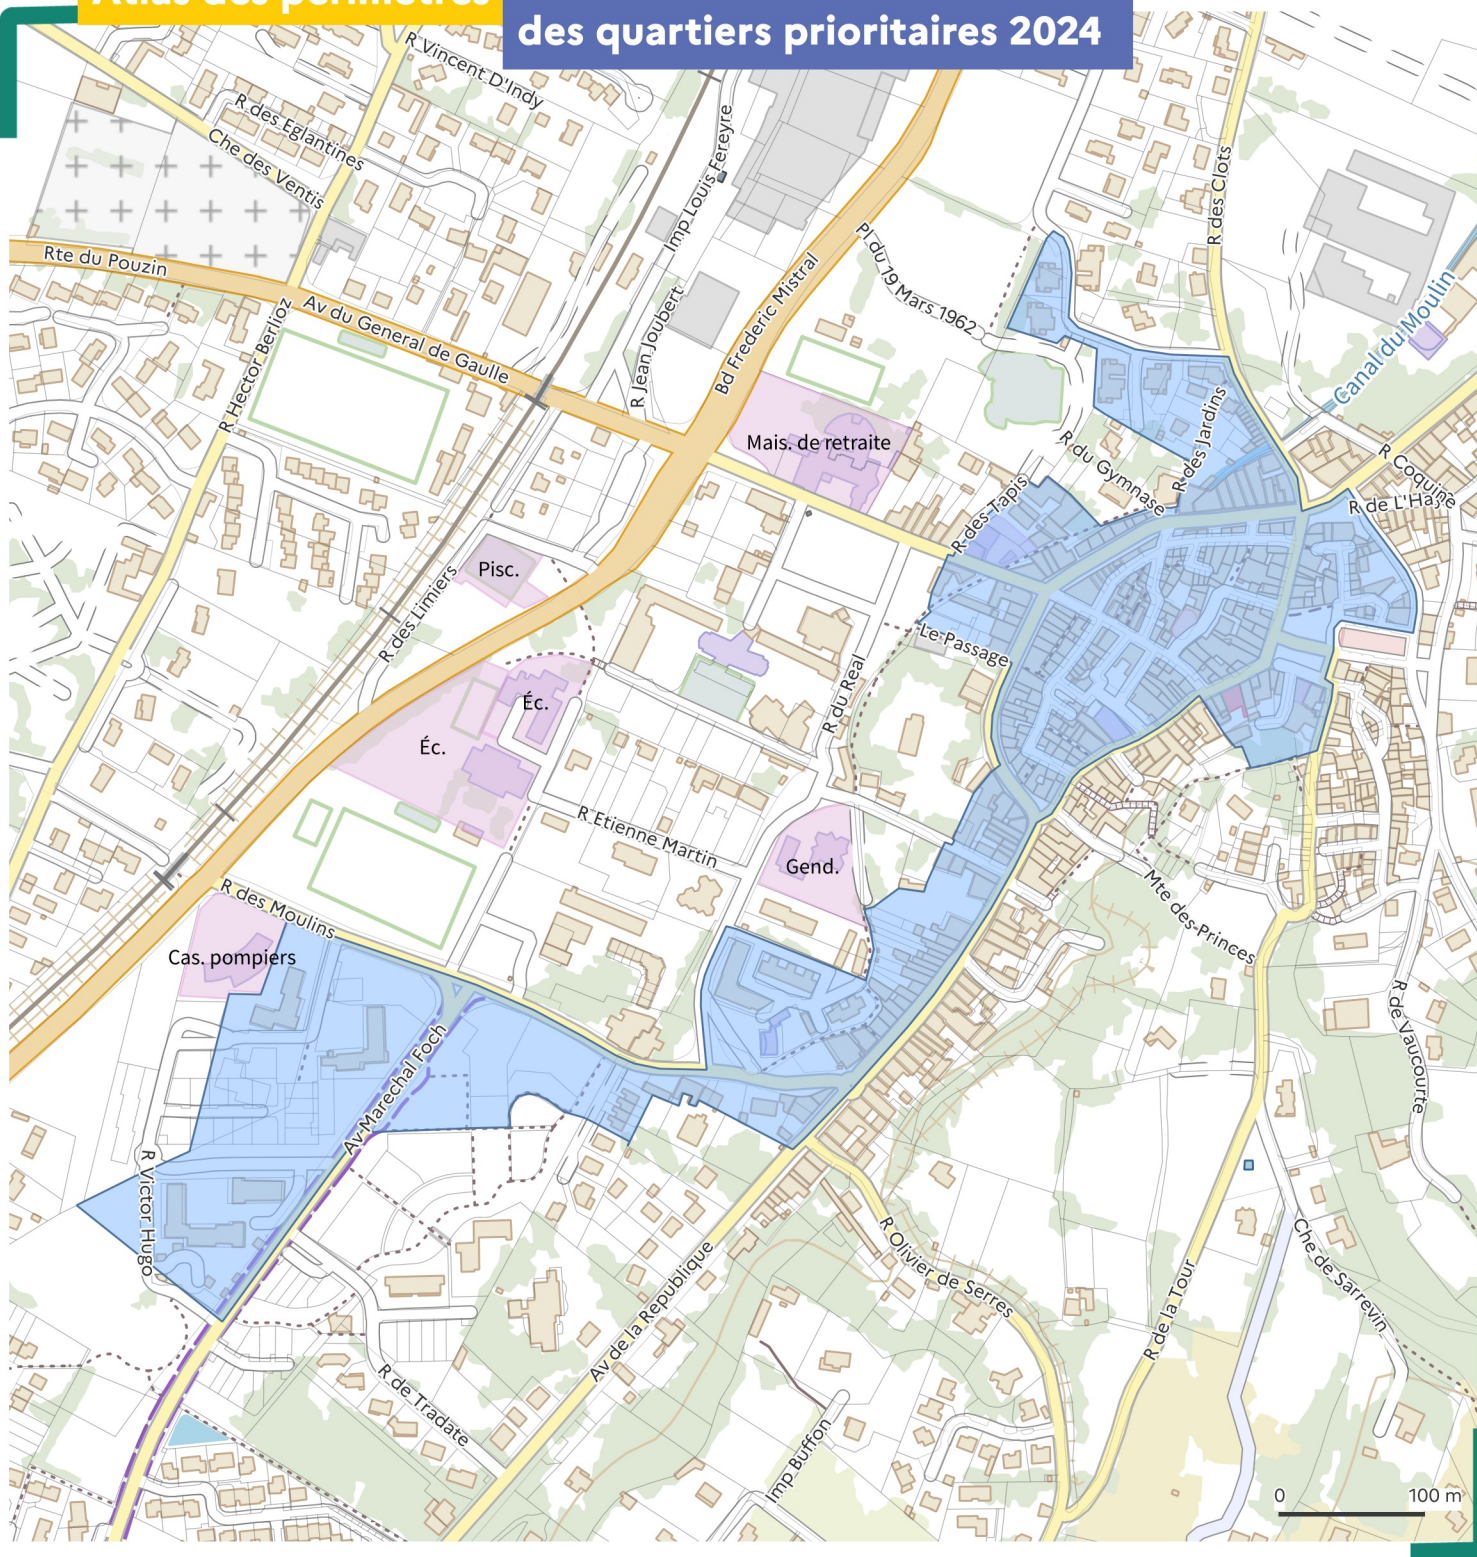 Atlas des périmètres
des quartiers prioritaires 2024
R Vincent D'Indy
R des Eglantines
Che des Ventis
Imp Louis Fereyre
R des Clots
Rte du Pouzin
Av du General de Gaulle
R Hector Berlioz
R Jean Joubert
Bd Frederic Mistral
Pl du 19 Mars 1962
Canal du Moulin
Mais. de retraite
R du Gymnase
R des Jardins
R Coquine
R de L'Haye
R des Tapis
Pisc.
R des Limiers
Le Passage
R du Real
Éc.
Éc.
R Etienne Martin
Gend.
Mte des Princes
R des Moulins
Cas. pompiers
Av Marechal Foch
R de Vaucourte
R Victor Hugo
R Olivier de Serres
Av de la Republique
R de la Tour
Che de Sarrevin
R de Tradate
Imp Buffon
0 100 m